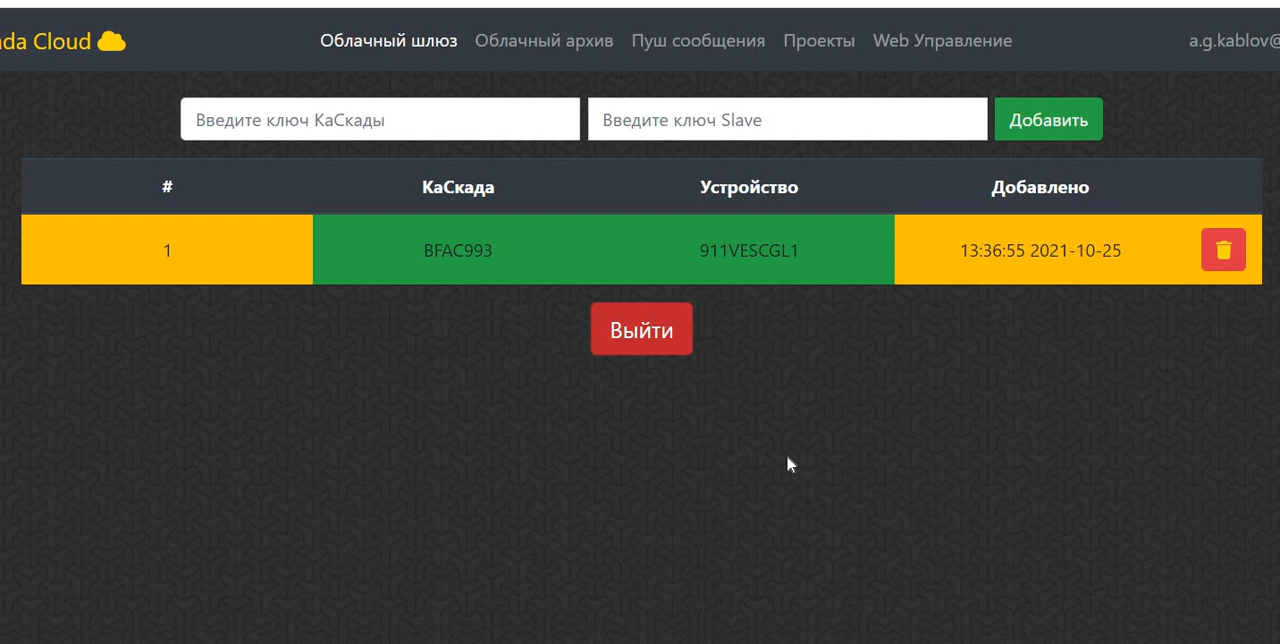 da Cloud
Облачный шлюз Облачный архив Пуш сообщения Проекты Web Управление a.g.kablov@
Введите ключ КаСкады Введите ключ Slave Добавить
# КаСкада Устройство Добавлено
1 BFAC993 911VESCGL1 13:36:55 2021-10-25
Выйти